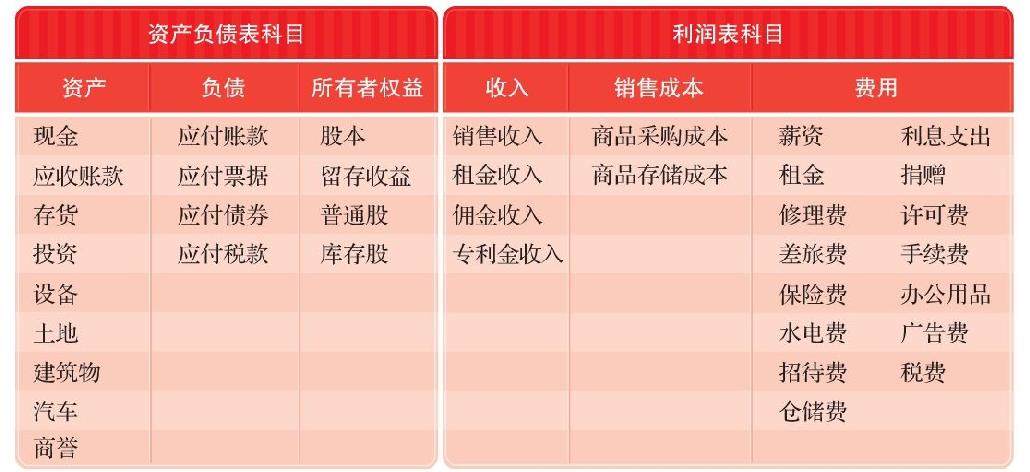 资产负债表科目 利润表科目
资产 负债 所有者权益 收入 销售成本 费用
现金 应付账款 股本 销售收入 商品采购成本 薪资 利息支出
应收账款 应付票据 留存收益 租金收入 商品存储成本 租金 捐赠
存货 应付债券 普通股 佣金收入 修理费 许可费
投资 应付税款 库存股 专利金收入 差旅费 手续费
设备 保险费 办公用品
土地 水电费 广告费
建筑物 招待费 税费
汽车 仓储费
商誉